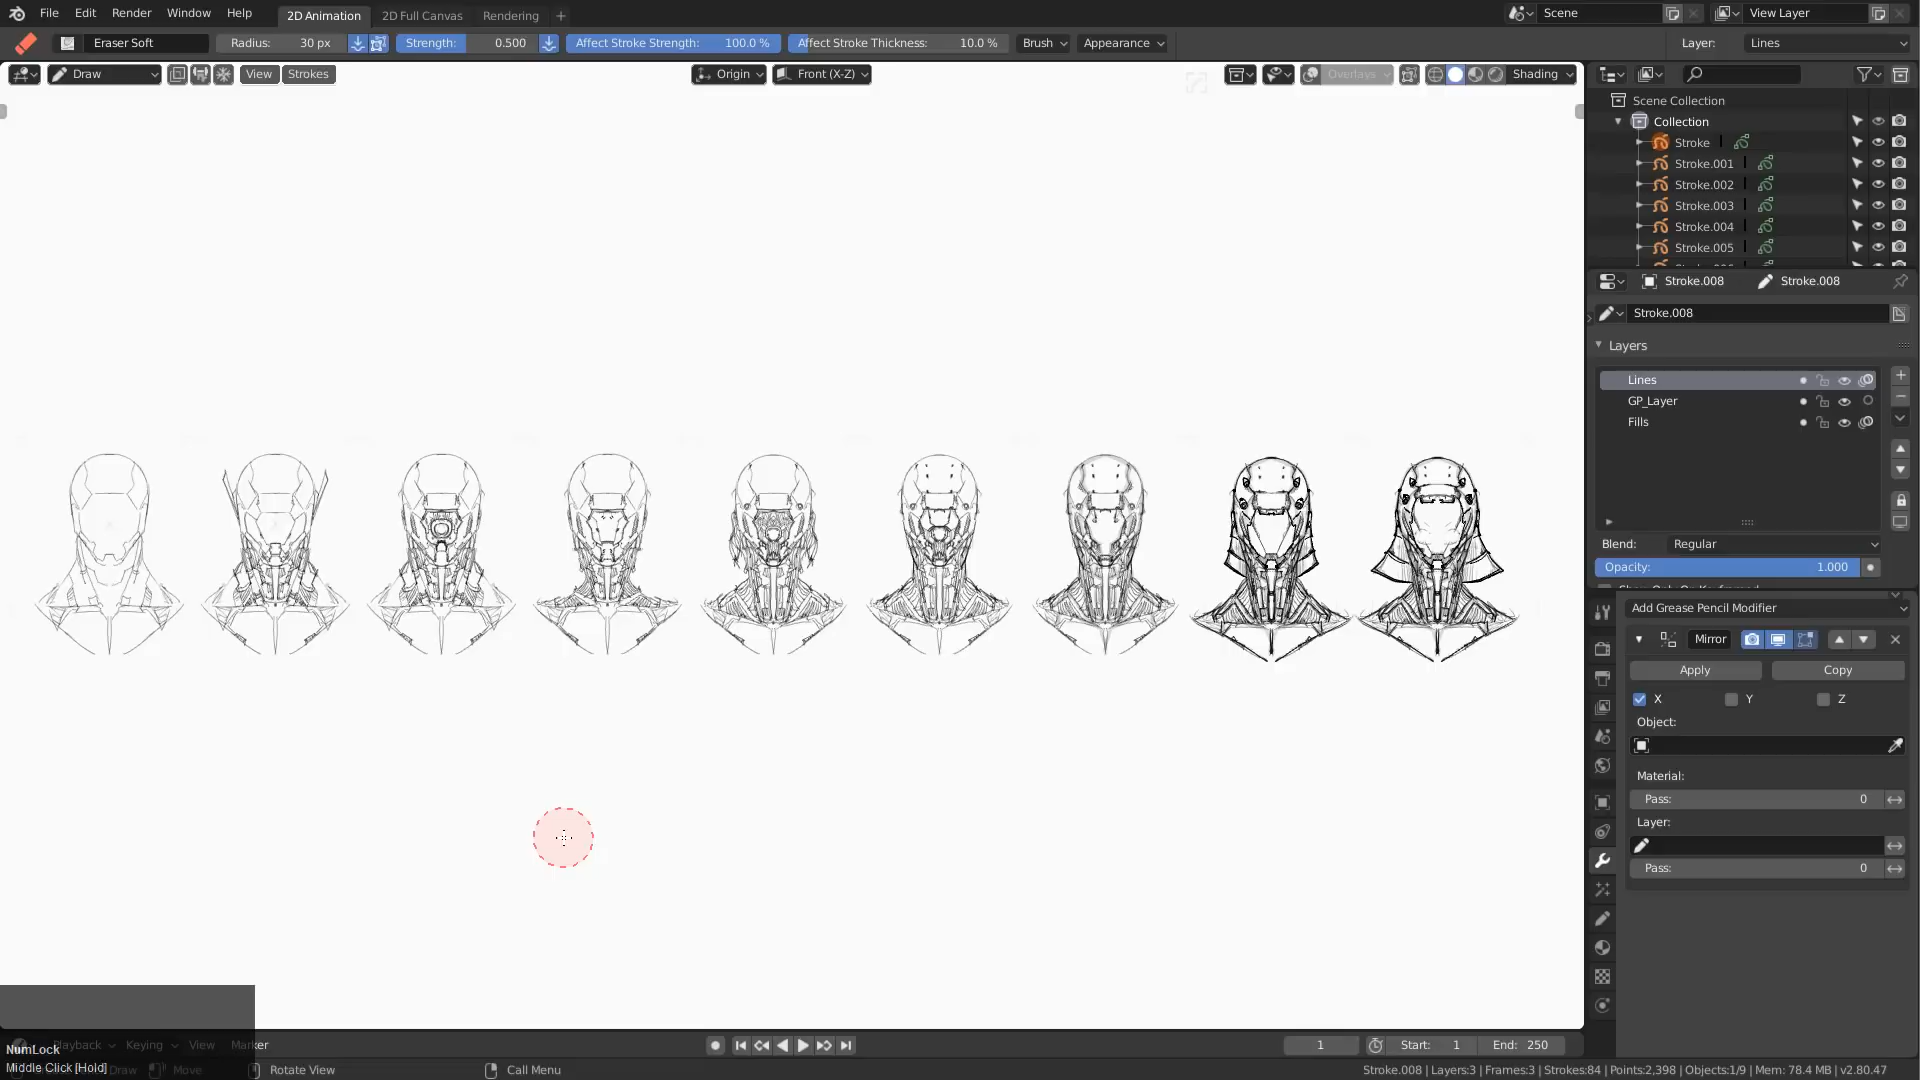 File Edit Render Window Help 2D Animation 2D Full Canvas Rendering Scene View Layer
Eraser Soft Radius: 30 px Strength: 0.500 Affect Stroke Strength: 100.0 % Affect Stroke Thickness: 10.0 % Brush Appearance Layer: Lines
Draw View Strokes Origin Front (X-Z) Overlays Shading
Scene Collection
Collection
Stroke
Stroke.001
Stroke.002
Stroke.003
Stroke.004
Stroke.005
Stroke.008 Stroke.008
Stroke.008
Layers
Lines
GP_Layer
Fills
Blend: Regular
Opacity: 1.000
Add Grease Pencil Modifier
Mirror
Apply Copy
X Y Z
Object:
Material:
Pass: 0
Layer:
Pass: 0
Playback Keying View Marker 1 Start: 1 End: 250
NumLock
Middle Click [Hold]
Draw Move Rotate View Call Menu Stroke.008 | Layers:3 | Frames:3 | Strokes:84 | Points:2,398 | Objects:1/9 | Mem: 78.4 MB | v2.80.47